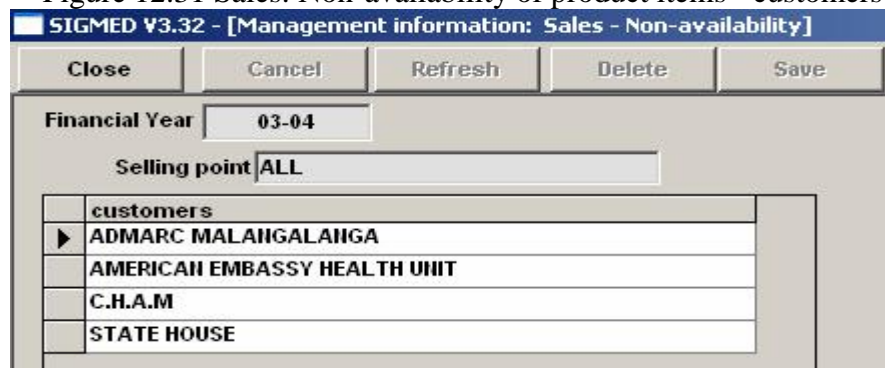 Figure 12.31 Sales: Non-availability of product items - customers
SIGMED V3.32 - [Management information: Sales - Non-availability]
Close Cancel Refresh Delete Save
Financial Year 03-04
Selling point ALL
customers
ADMARC MALANGALANGA
AMERICAN EMBASSY HEALTH UNIT
C.H.A.M
STATE HOUSE